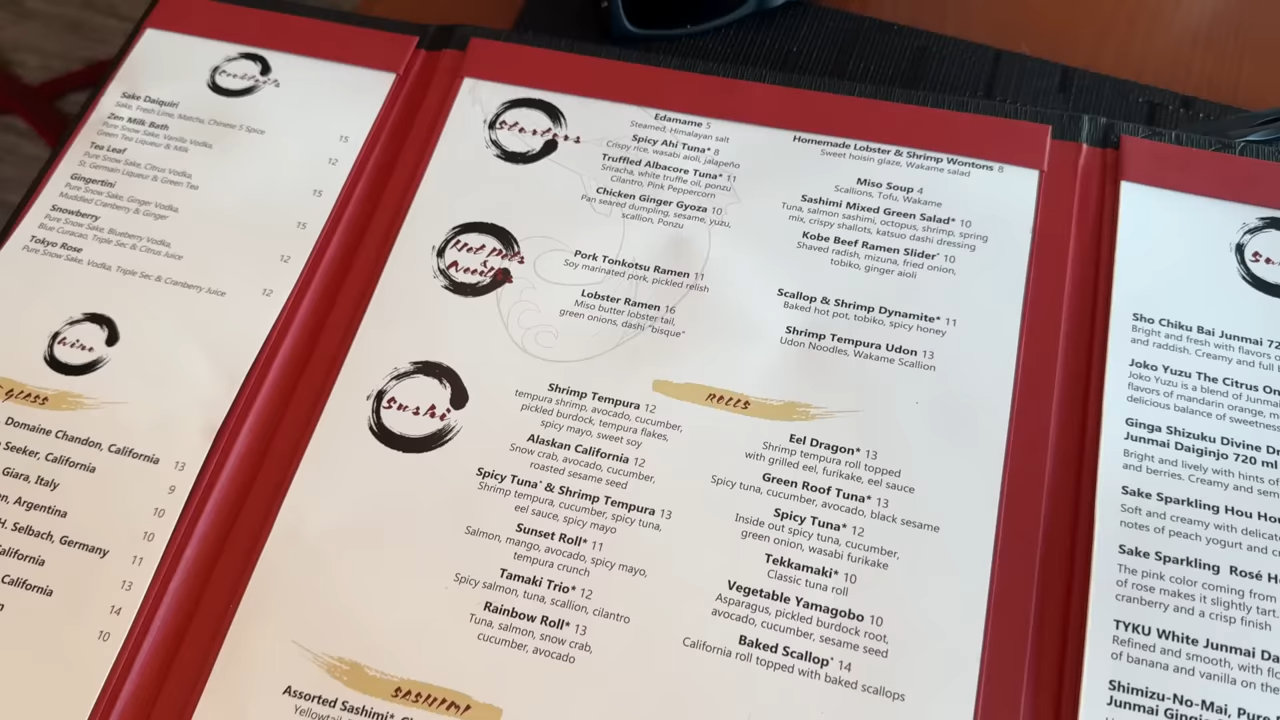 Cocktails
Sake Daiquiri
Sake, Fresh Lime, Matcha, Chinese 5 Spice 15
Zen Milk Bath
Pure Snow Sake, Vanilla Vodka, 12
Green Tea Liqueur & Milk
Tea Leaf
Pure Snow Sake, Citrus Vodka,
St. Germain Liqueur & Green Tea 15
Gingertini
Pure Snow Sake, Ginger Vodka,
Muddled Cranberry & Ginger 15
Snowberry
Pure Snow Sake, Blueberry Vodka,
Blue Curacao, Triple Sec & Citrus Juice 12
Tokyo Rose
Pure Snow Sake, Vodka, Triple Sec & Cranberry Juice 12
Wine
GLASS
Domaine Chandon, California 13
Seeker, California 9
Giara, Italy 10
Argentina 10
H. Selbach, Germany 11
California 13
California 14
10
Starters
Edamame 5
Steamed, Himalayan salt
Spicy Ahi Tuna* 8
Crispy rice, wasabi aioli, jalapeño
Truffled Albacore Tuna* 11
Sriracha, white truffle oil, ponzu
Cilantro, Pink Peppercorn
Chicken Ginger Gyoza 10
Pan seared dumpling, sesame, yuzu,
scallion, Ponzu
Homemade Lobster & Shrimp Wontons 8
Sweet hoisin glaze, Wakame salad
Miso Soup 4
Scallions, Tofu, Wakame
Sashimi Mixed Green Salad* 10
Tuna, salmon sashimi, octopus, shrimp, spring
mix, crispy shallots, katsuo dashi dressing
Kobe Beef Ramen Slider* 10
Shaved radish, mizuna, fried onion,
tobiko, ginger aioli
Hot Pots
&
Noodles
Pork Tonkotsu Ramen 11
Soy marinated pork, pickled relish
Lobster Ramen 16
Miso butter lobster tail,
green onions, dashi "bisque"
Scallop & Shrimp Dynamite* 11
Baked hot pot, tobiko, spicy honey
Shrimp Tempura Udon 13
Udon Noodles, Wakame Scallion
Sushi
ROLLS
Shrimp Tempura 12
tempura shrimp, avocado, cucumber,
pickled burdock, tempura flakes,
spicy mayo, sweet soy
Alaskan California 12
Snow crab, avocado, cucumber,
roasted sesame seed
Spicy Tuna* & Shrimp Tempura 13
Shrimp tempura, cucumber, spicy tuna,
eel sauce, spicy mayo
Sunset Roll* 11
Salmon, mango, avocado, spicy mayo,
tempura crunch
Tamaki Trio* 12
Spicy salmon, tuna, scallion, cilantro
Rainbow Roll* 13
Tuna, salmon, snow crab,
cucumber, avocado
Eel Dragon* 13
Shrimp tempura roll topped
with grilled eel, furikake, eel sauce
Green Roof Tuna* 13
Spicy tuna, cucumber, avocado, black sesame
Spicy Tuna* 12
Inside out spicy tuna, cucumber,
green onion, wasabi furikake
Tekkamaki* 10
Classic tuna roll
Vegetable Yamagobo 10
Asparagus, pickled burdock root,
avocado, cucumber, sesame seed
Baked Scallop* 14
California roll topped with baked scallops
SASHIMI
Assorted Sashimi*
Yellowtail
Sho Chiku Bai Junmai 72
Bright and fresh with flavors o
and raddish. Creamy and full b
Joko Yuzu The Citrus On
Joko Yuzu is a blend of Junma
flavors of mandarin orange, m
delicious balance of sweetnes
Ginga Shizuku Divine Dr
Junmai Daiginjo 720 ml
Bright and lively with hints of
and berries. Creamy and sem
Sake Sparkling Hou Ho
Soft and creamy with delicat
notes of peach yogurt and c
Sake Sparkling Rosé H
The pink color coming from
of rose makes it slightly tart.
cranberry and a crisp finish
TYKU White Junmai Da
Refined and smooth, with flo
of banana and vanilla on the
Shimizu-No-Mai, Pure
Junmai Ginj